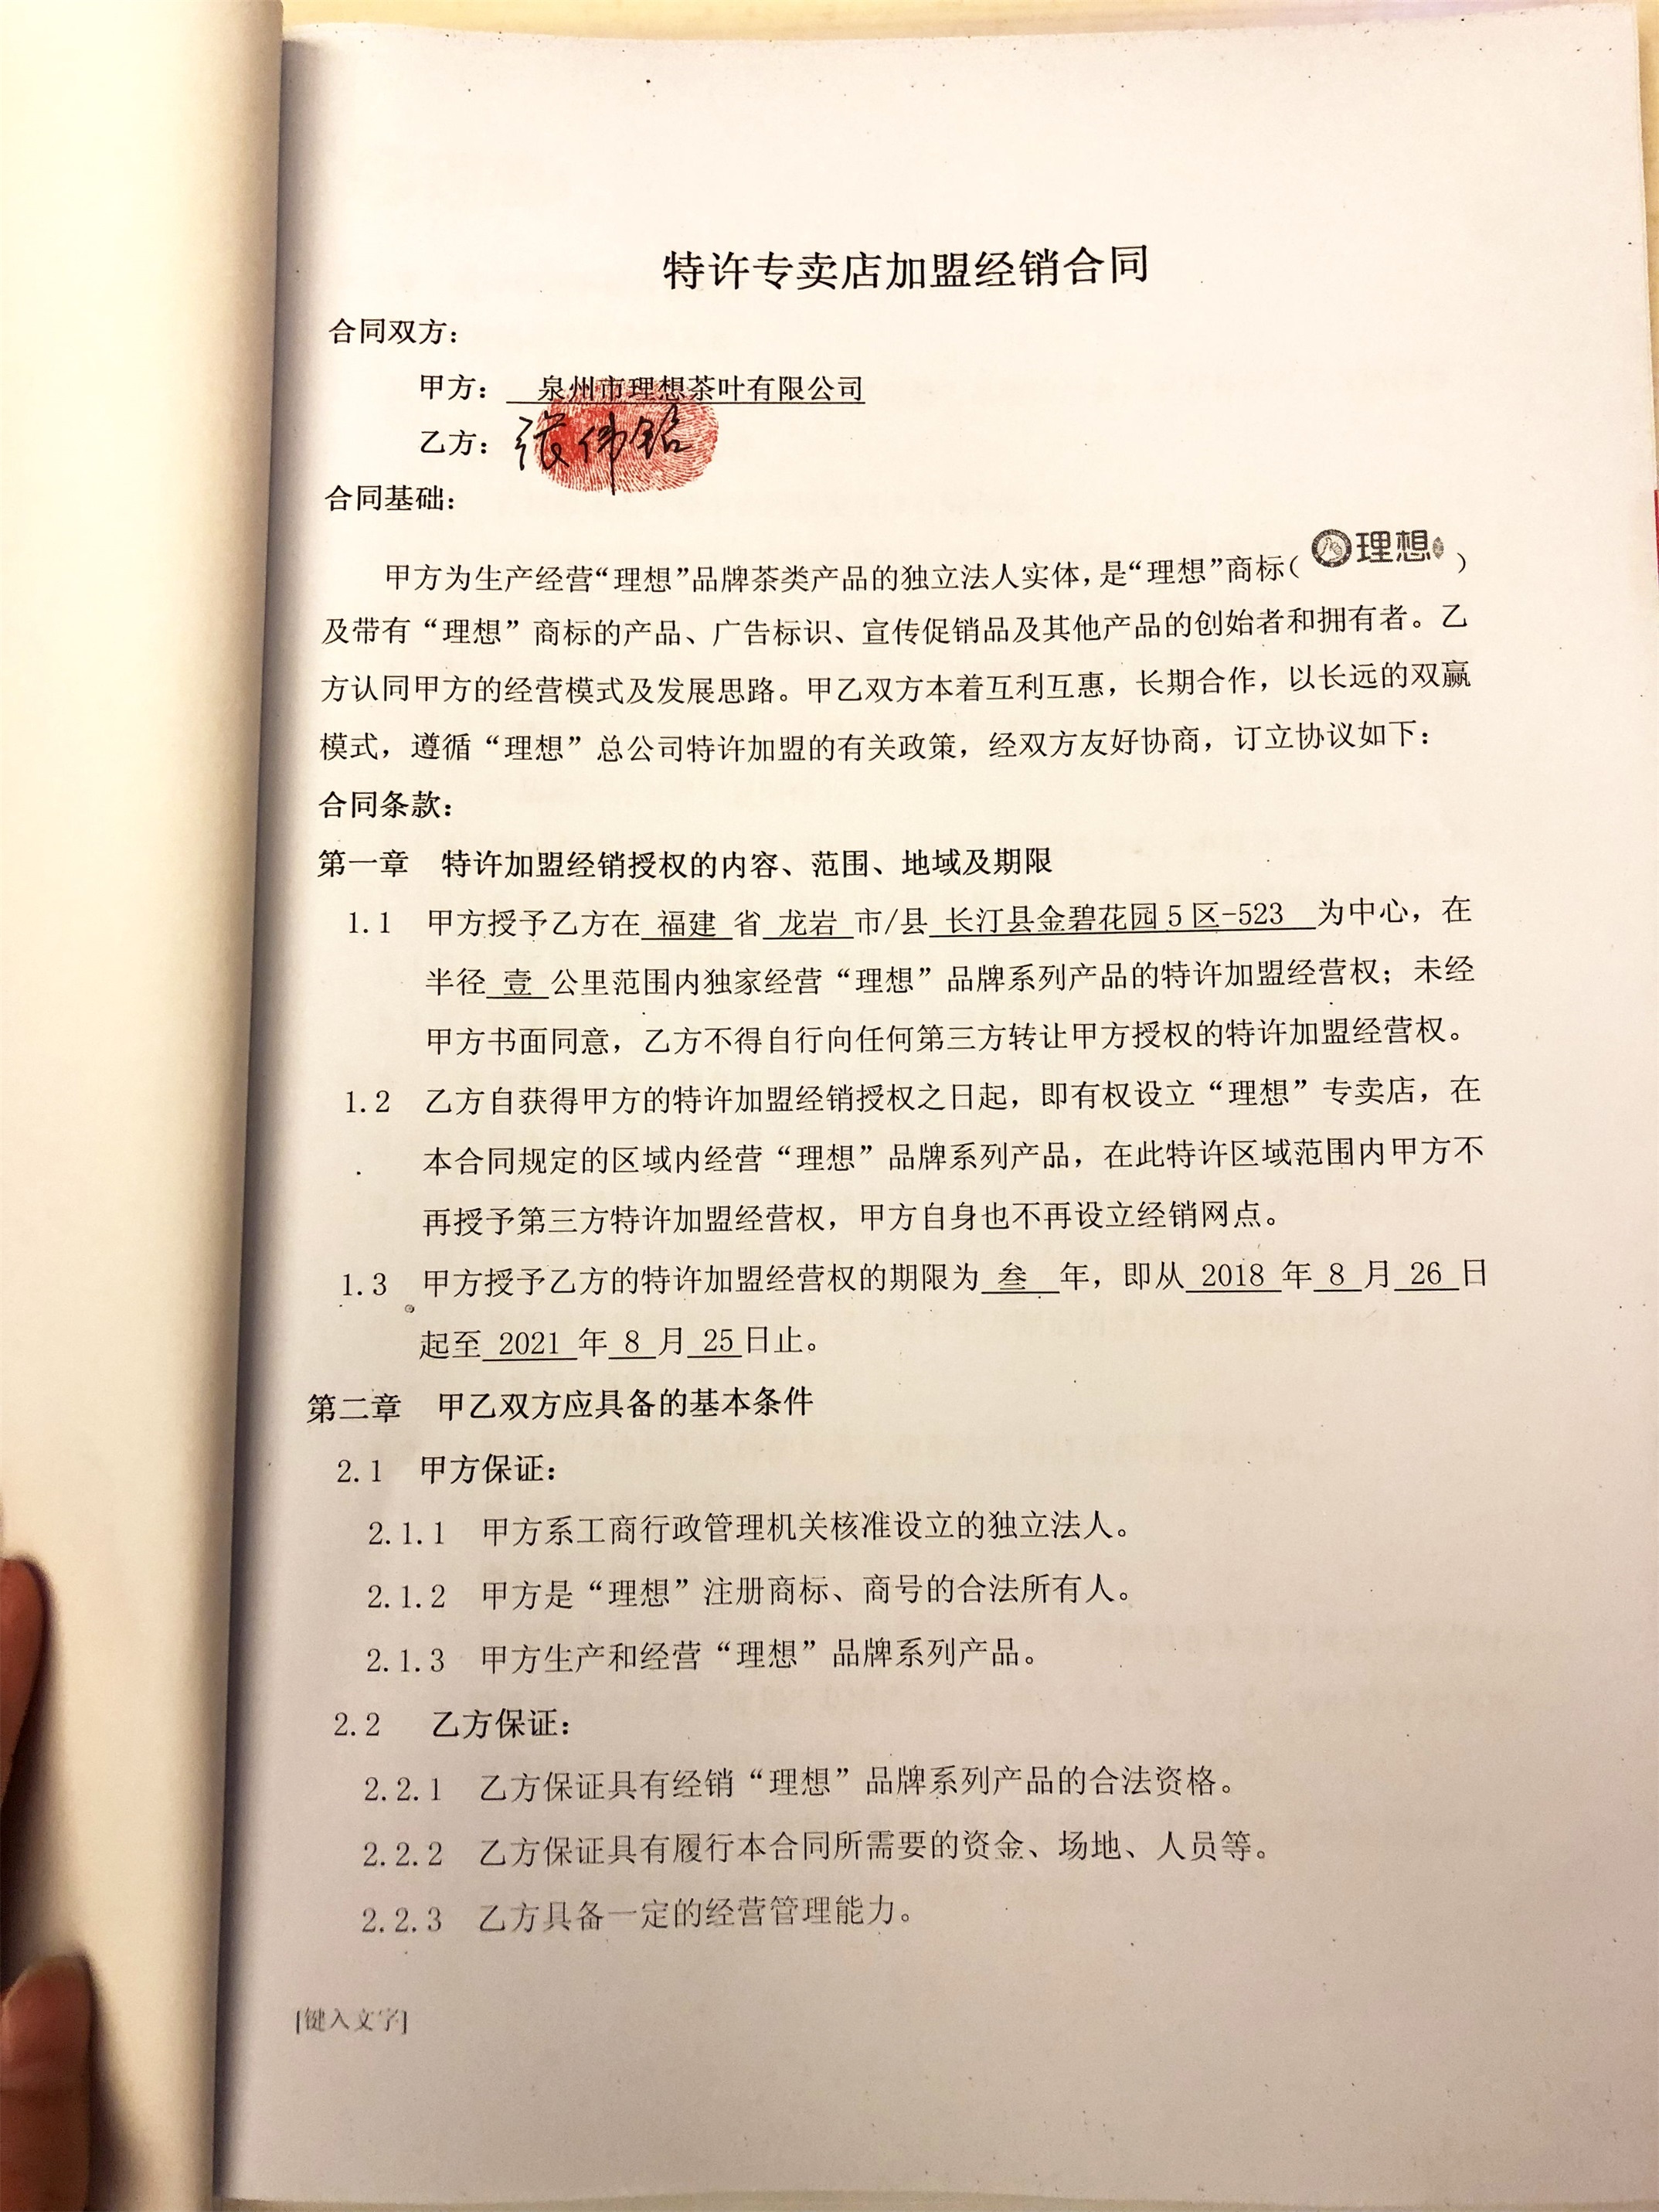 特许专卖店加盟经销合同
合同双方：
甲方： 泉州市理想茶叶有限公司
乙方：张伟铭
合同基础：
甲方为生产经营“理想”品牌茶类产品的独立法人实体，是“理想”商标（理想）
及带有“理想”商标的产品、广告标识、宣传促销品及其他产品的创始者和拥有者。乙
方认同甲方的经营模式及发展思路。甲乙双方本着互利互惠，长期合作，以长远的双赢
模式，遵循“理想”总公司特许加盟的有关政策，经双方友好协商，订立协议如下：
合同条款：
第一章 特许加盟经销授权的内容、范围、地域及期限
1.1 甲方授予乙方在 福建 省 龙岩 市/县 长汀县金碧花园5区-523 为中心，在
半径 壹 公里范围内独家经营“理想”品牌系列产品的特许加盟经营权；未经
甲方书面同意，乙方不得自行向任何第三方转让甲方授权的特许加盟经营权。
1.2 乙方自获得甲方的特许加盟经销授权之日起，即有权设立“理想”专卖店，在
本合同规定的区域内经营“理想”品牌系列产品，在此特许区域范围内甲方不
再授予第三方特许加盟经营权，甲方自身也不再设立经销网点。
1.3 甲方授予乙方的特许加盟经营权的期限为 叁 年，即从 2018 年 8 月 26 日
起至 2021 年 8 月 25 日止。
第二章 甲乙双方应具备的基本条件
2.1 甲方保证：
2.1.1 甲方系工商行政管理机关核准设立的独立法人。
2.1.2 甲方是“理想”注册商标、商号的合法所有人。
2.1.3 甲方生产和经营“理想”品牌系列产品。
2.2 乙方保证：
2.2.1 乙方保证具有经销“理想”品牌系列产品的合法资格。
2.2.2 乙方保证具有履行本合同所需要的资金、场地、人员等。
2.2.3 乙方具备一定的经营管理能力。
[键入文字]